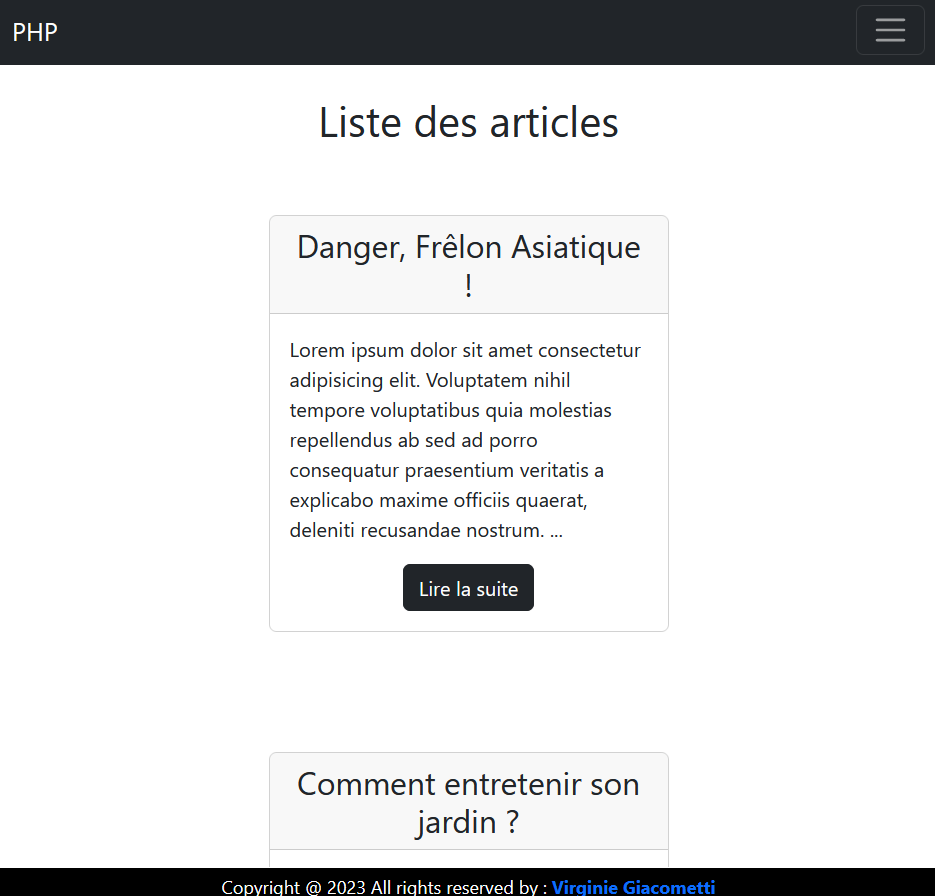 PHP
Liste des articles
Danger, Frêlon Asiatique
!
Lorem ipsum dolor sit amet consectetur
adipisicing elit. Voluptatem nihil
tempore voluptatibus quia molestias
repellendus ab sed ad porro
consequatur praesentium veritatis a
explicabo maxime officiis quaerat,
deleniti recusandae nostrum. ...
Lire la suite
Comment entretenir son
jardin ?
Copyright @ 2023 All rights reserved by : Virginie Giacometti